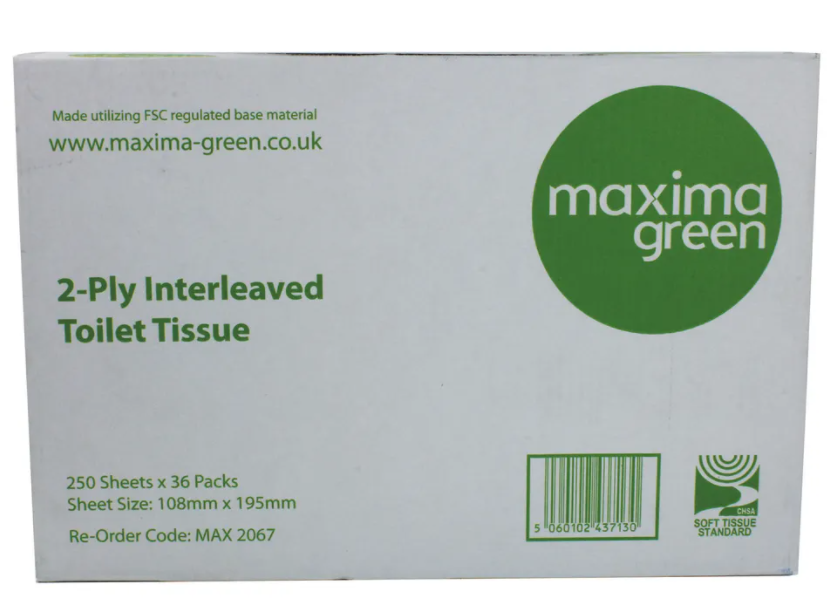 Made utilizing FSC regulated base material
www.maxima-green.co.uk
maxima
green
2-Ply Interleaved
Toilet Tissue
250 Sheets x 36 Packs
Sheet Size: 108mm x 195mm
Re-Order Code: MAX 2067
5 060102 437130
CHSA
SOFT TISSUE
STANDARD